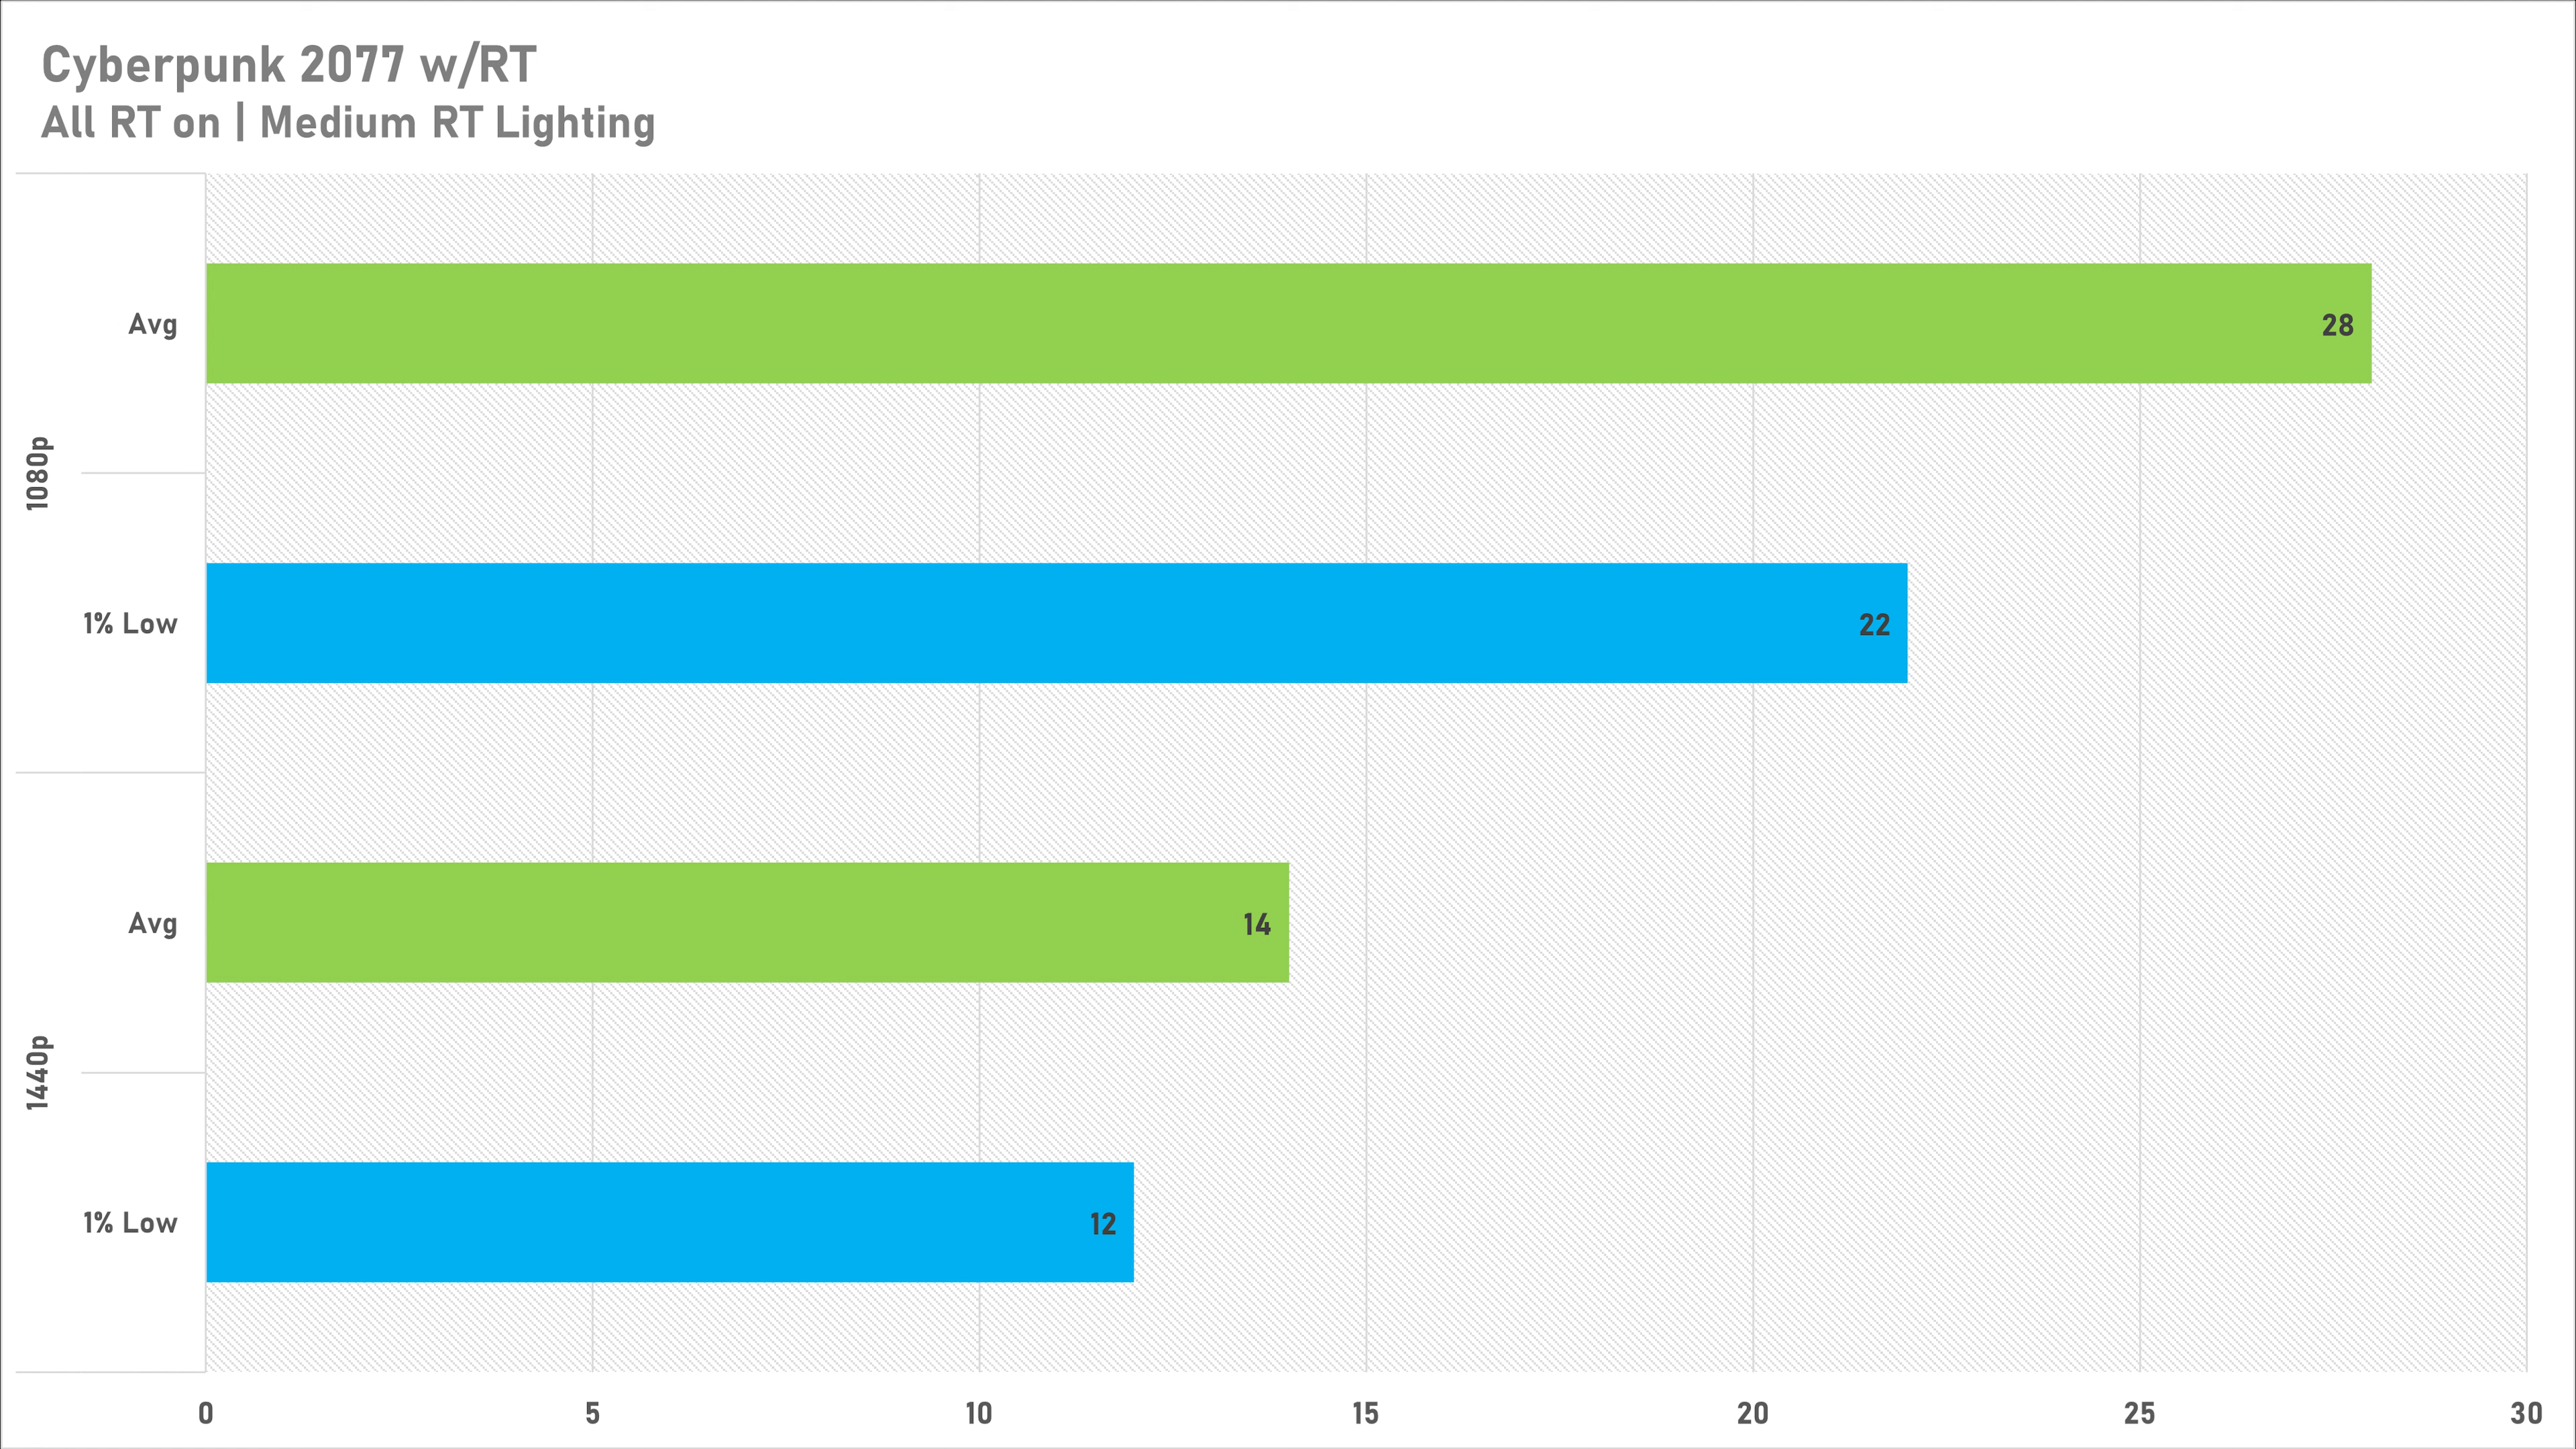 Cyberpunk 2077 w/RT
All RT on | Medium RT Lighting
1080p
Avg
28
1% Low
22
1440p
Avg
14
1% Low
12
0 5 10 15 20 25 30